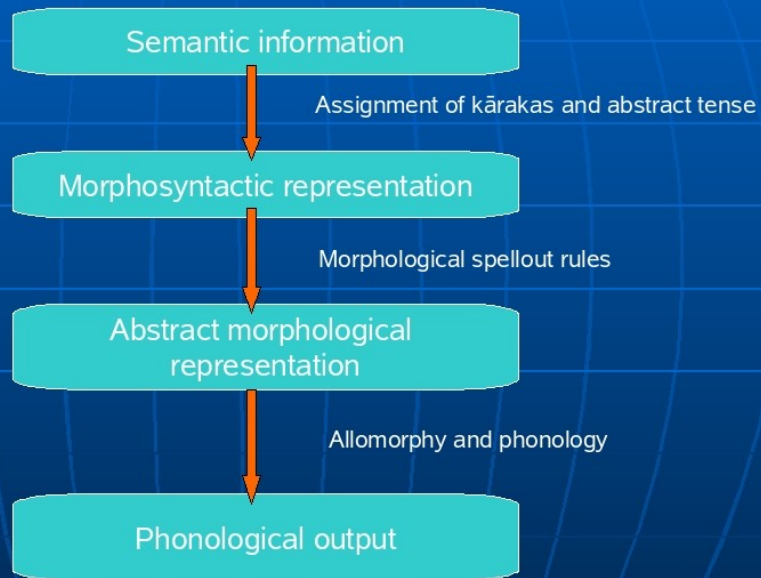 Semantic information
Assignment of kārakas and abstract tense
Morphosyntactic representation
Morphological spellout rules
Abstract morphological
representation
Allomorphy and phonology
Phonological output